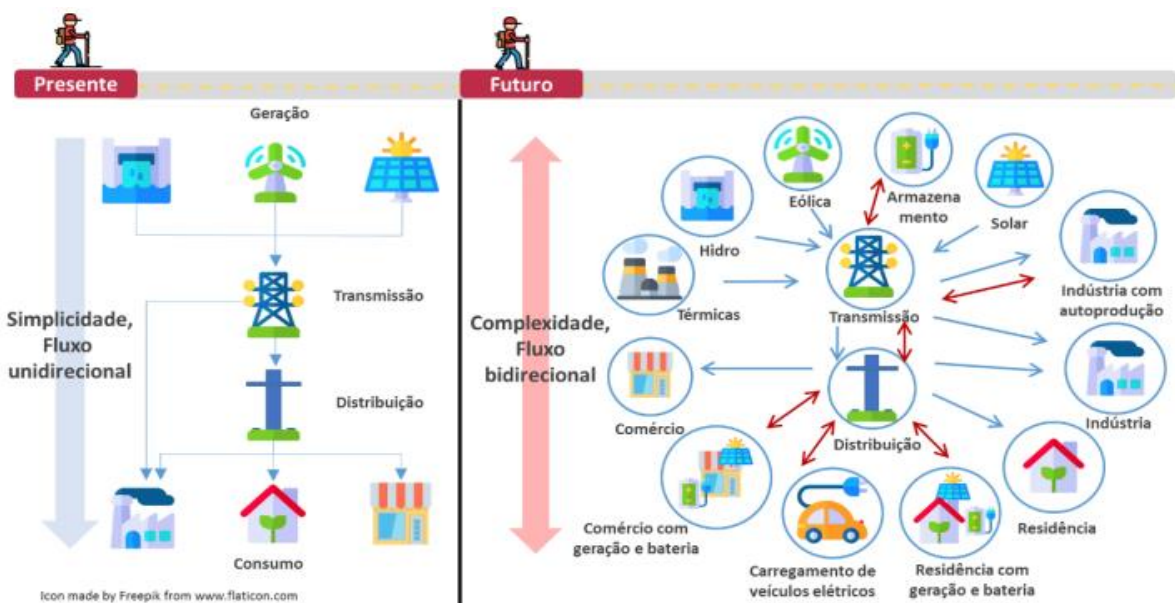 Presente
Futuro
Geração
Transmissão
Simplicidade,
Fluxo
unidirecional
Distribuição
Consumo
Icon made by Freepik from www.flaticon.com
Complexidade,
Fluxo
bidirecional
Eólica
Armazena
mento
Solar
Hidro
Térmicas
Transmissão
Indústria com
autoprodução
Comércio
Distribuição
Indústria
Comércio com
geração e bateria
Carregamento de
veículos elétricos
Residência com
geração e bateria
Residência